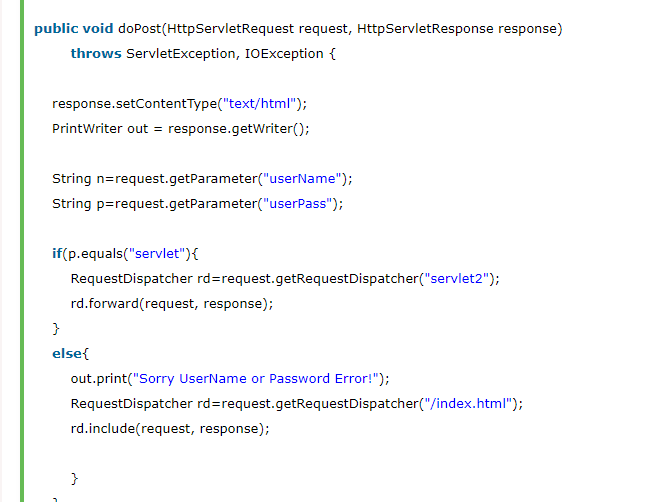 public void doPost(HttpServletRequest request, HttpServletResponse response)
throws ServletException, IOException {
response.setContentType("text/html");
PrintWriter out = response.getWriter();
String n=request.getParameter("userName");
String p=request.getParameter("userPass");
if(p.equals("servlet"){
RequestDispatcher rd=request.getRequestDispatcher("servlet2");
rd.forward(request, response);
}
else{
out.print("Sorry UserName or Password Error!");
RequestDispatcher rd=request.getRequestDispatcher("/index.html");
rd.include(request, response);
}
}